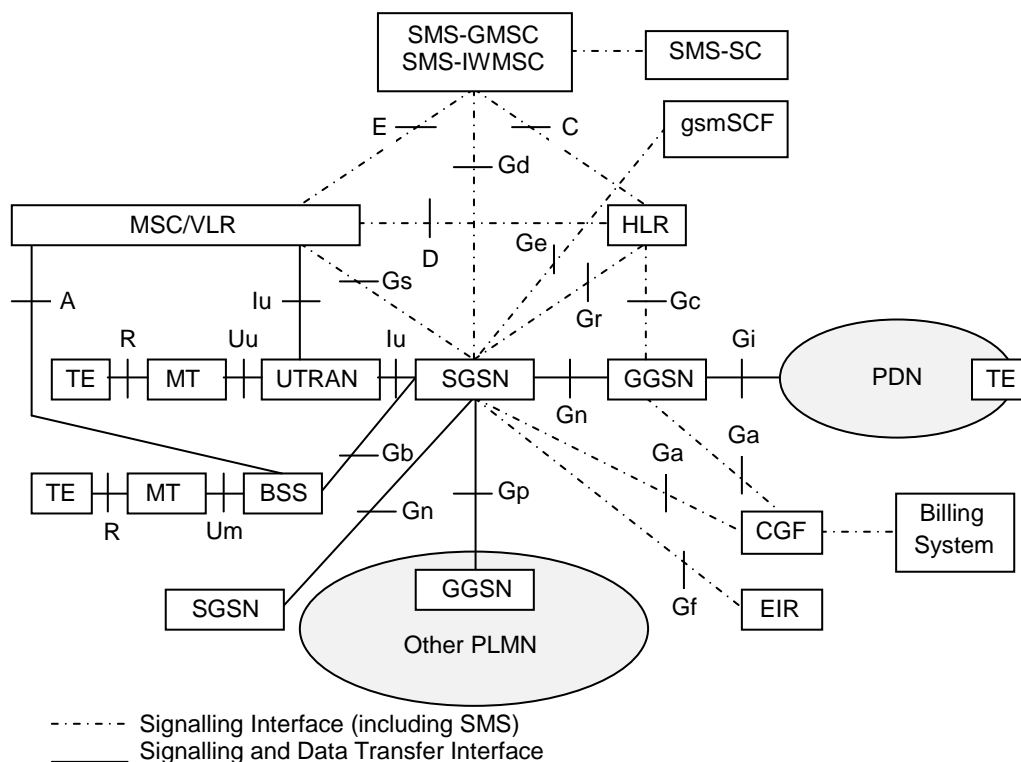 SMS-GMSC
SMS-IWMSC
SMS-SC
gsmSCF
E
C
Gd
MSC/VLR
HLR
D
Ge
Gs
Gr
Gc
A
Iu
R
Uu
Iu
Gi
TE
MT
UTRAN
SGSN
GGSN
PDN
TE
Gn
Gb
Ga
Ga
TE
MT
BSS
Gp
R
Um
Gn
CGF
Billing
System
SGSN
GGSN
Gf
EIR
Other PLMN
Signalling Interface (including SMS)
Signalling and Data Transfer Interface